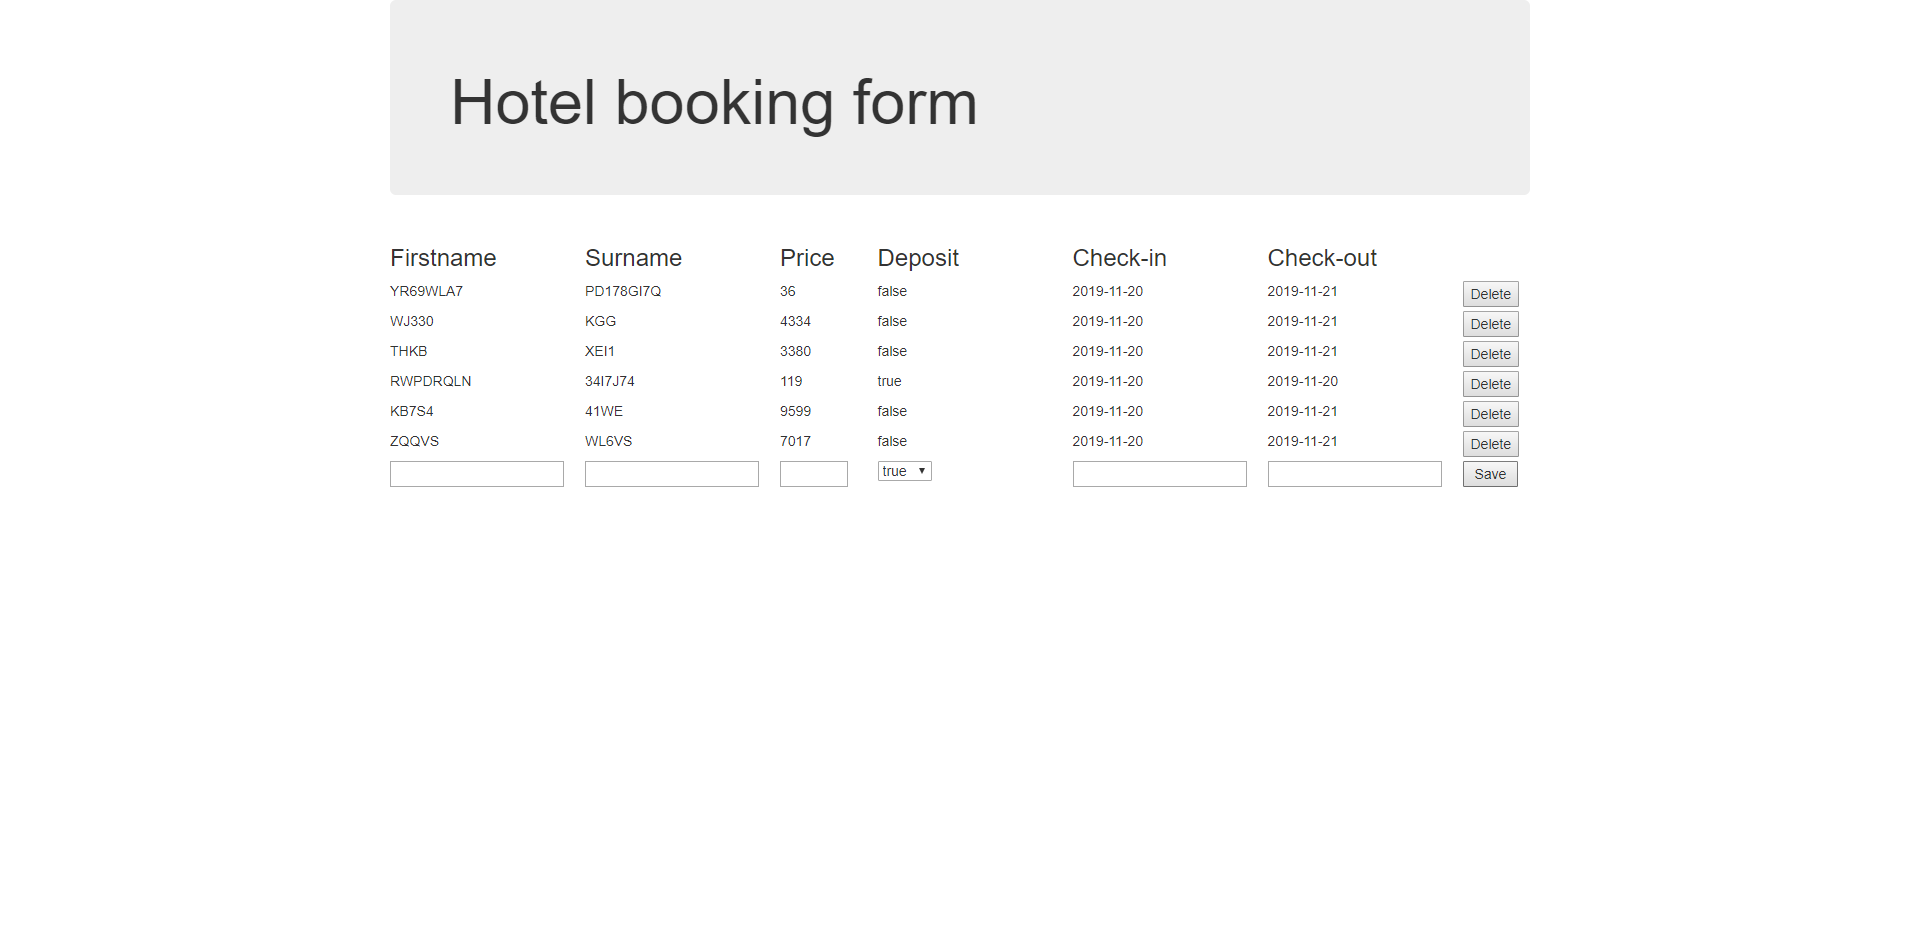 Hotel booking form
Firstname Surname Price Deposit Check-in Check-out
YR69WLA7 PD178GI7Q 36 false 2019-11-20 2019-11-21 Delete
WJ330 KGG 4334 false 2019-11-20 2019-11-21 Delete
THKB XEI1 3380 false 2019-11-20 2019-11-21 Delete
RWPDRQLN 34I7J74 119 true 2019-11-20 2019-11-20 Delete
KB7S4 41WE 9599 false 2019-11-20 2019-11-21 Delete
ZQQVS WL6VS 7017 false 2019-11-20 2019-11-21 Delete
true Save